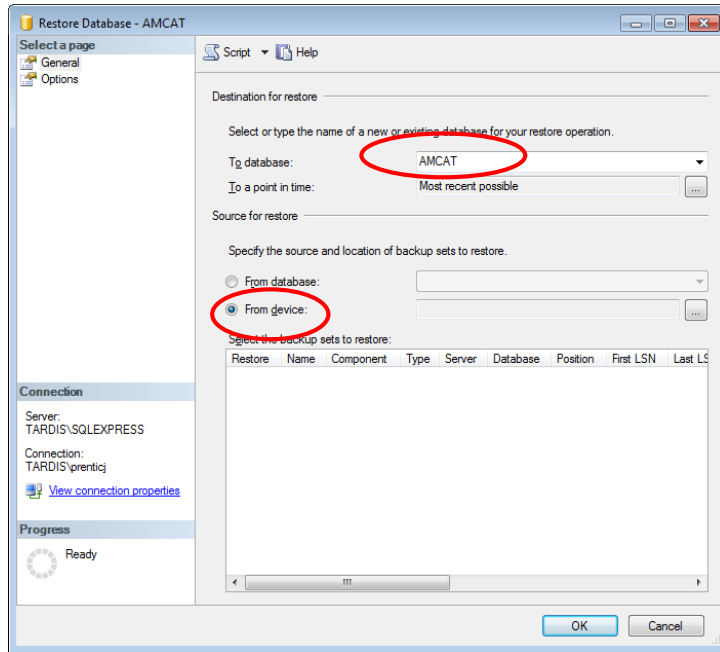 Restore Database - AMCAT
Select a page
General
Options
Script Help
Destination for restore
Select or type the name of a new or existing database for your restore operation.
To database: AMCAT
To a point in time: Most recent possible ...
Source for restore
Specify the source and location of backup sets to restore.
From database:
From device: ...
Select the backup sets to restore:
Restore Name Component Type Server Database Position First LSN Last LS
Connection
Server:
TARDIS\SQLEXPRESS
Connection:
TARDIS\prenticj
View connection properties
Progress
Ready
OK Cancel